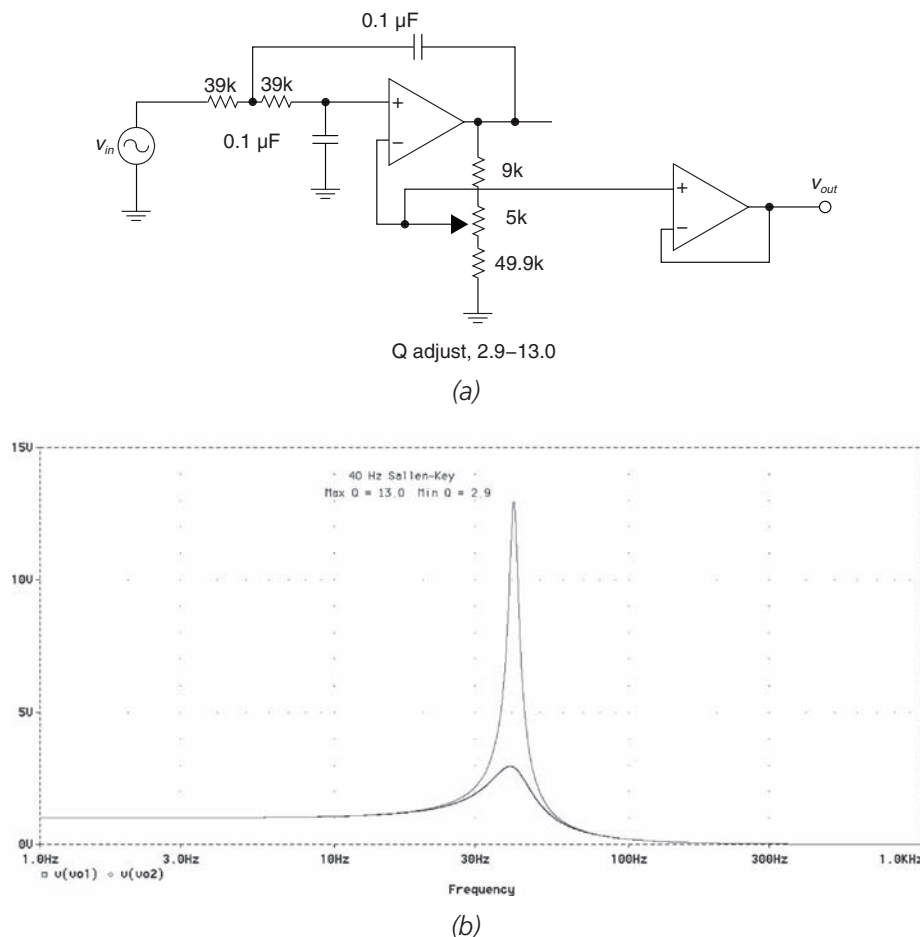 0.1 μF
39k
39k
+
−
0.1 μF
vin
9k
5k
49.9k
+
−
vout
Q adjust, 2.9–13.0
(a)
15V
40 Hz Sallen-Key
Max Q = 13.0 Min Q = 2.9
10V
5V
0V
1.0Hz 3.0Hz 10Hz 30Hz 100Hz 300Hz 1.0KHz
v(vo1) v(vo2)
Frequency
(b)